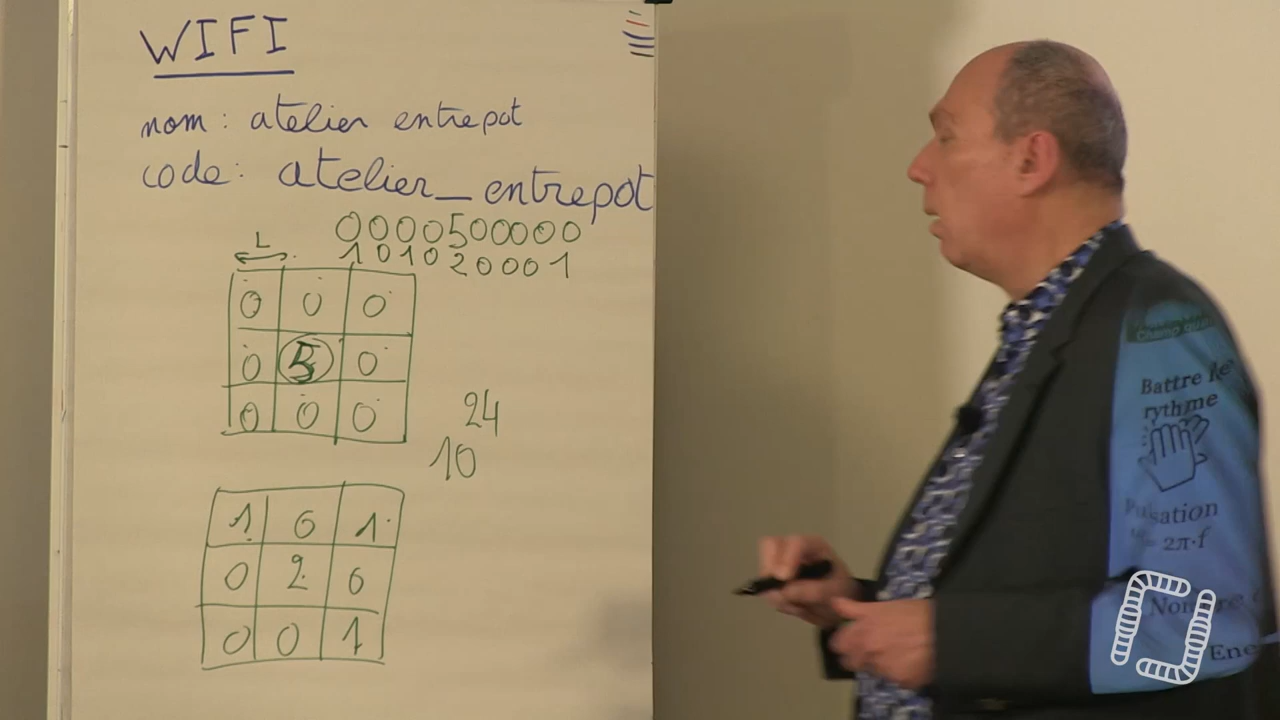 WIFI
nom : atelier entrepot
code : atelier_entrepot
000050000
101020001
L
0 0 0
0 5 0
0 0 0
24
10
1 0 1
0 2 0
0 0 1
Battre le
rythme
= 2π·f